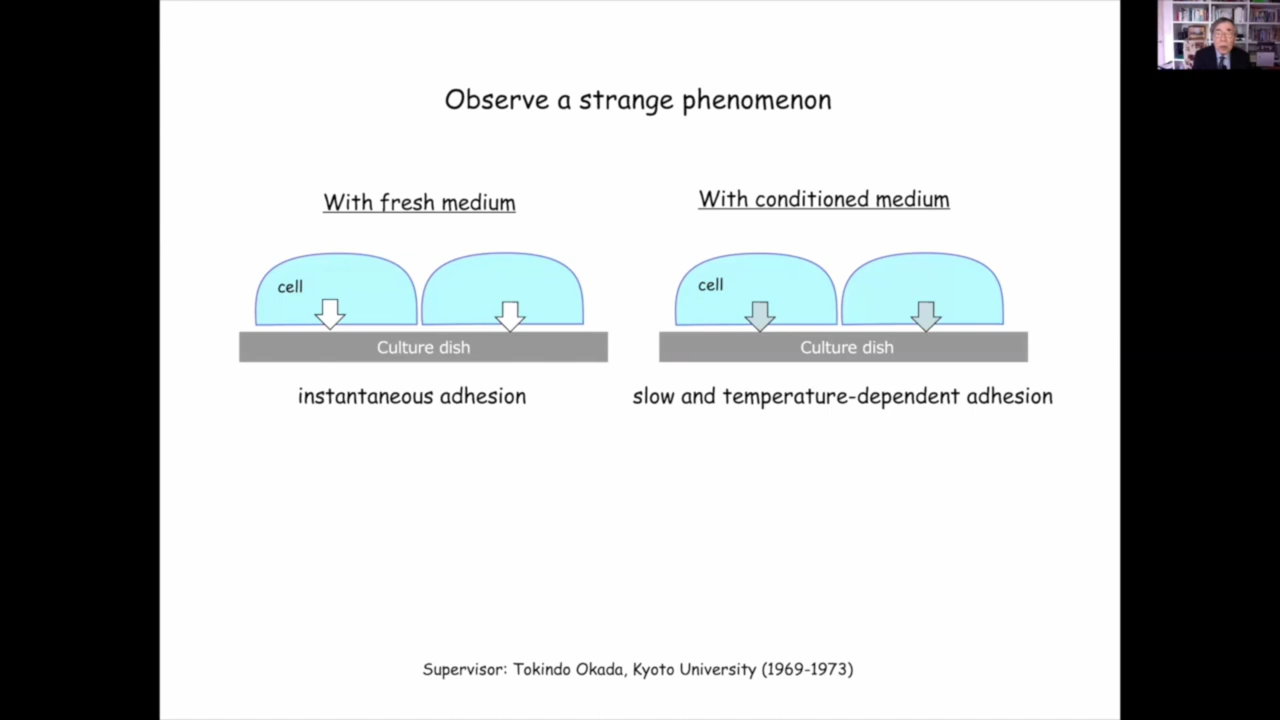 Observe a strange phenomenon
With fresh medium
With conditioned medium
cell
cell
Culture dish
Culture dish
instantaneous adhesion
slow and temperature-dependent adhesion
Supervisor: Tokindo Okada, Kyoto University (1969-1973)